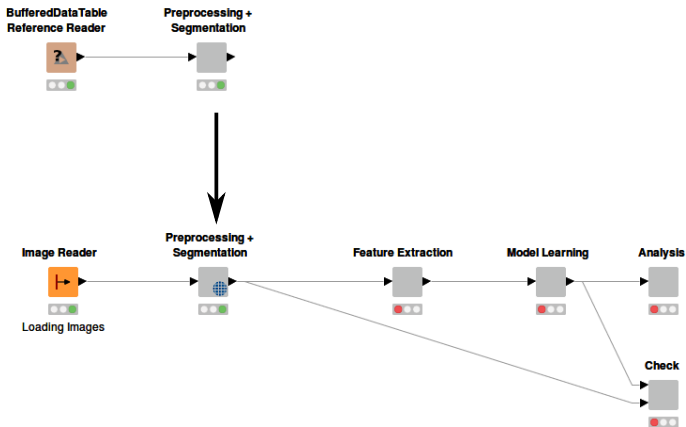 BufferedDataTable
Reference Reader
Preprocessing +
Segmentation
?
Preprocessing +
Segmentation
Image Reader
Feature Extraction
Model Learning
Analysis
Loading Images
Check